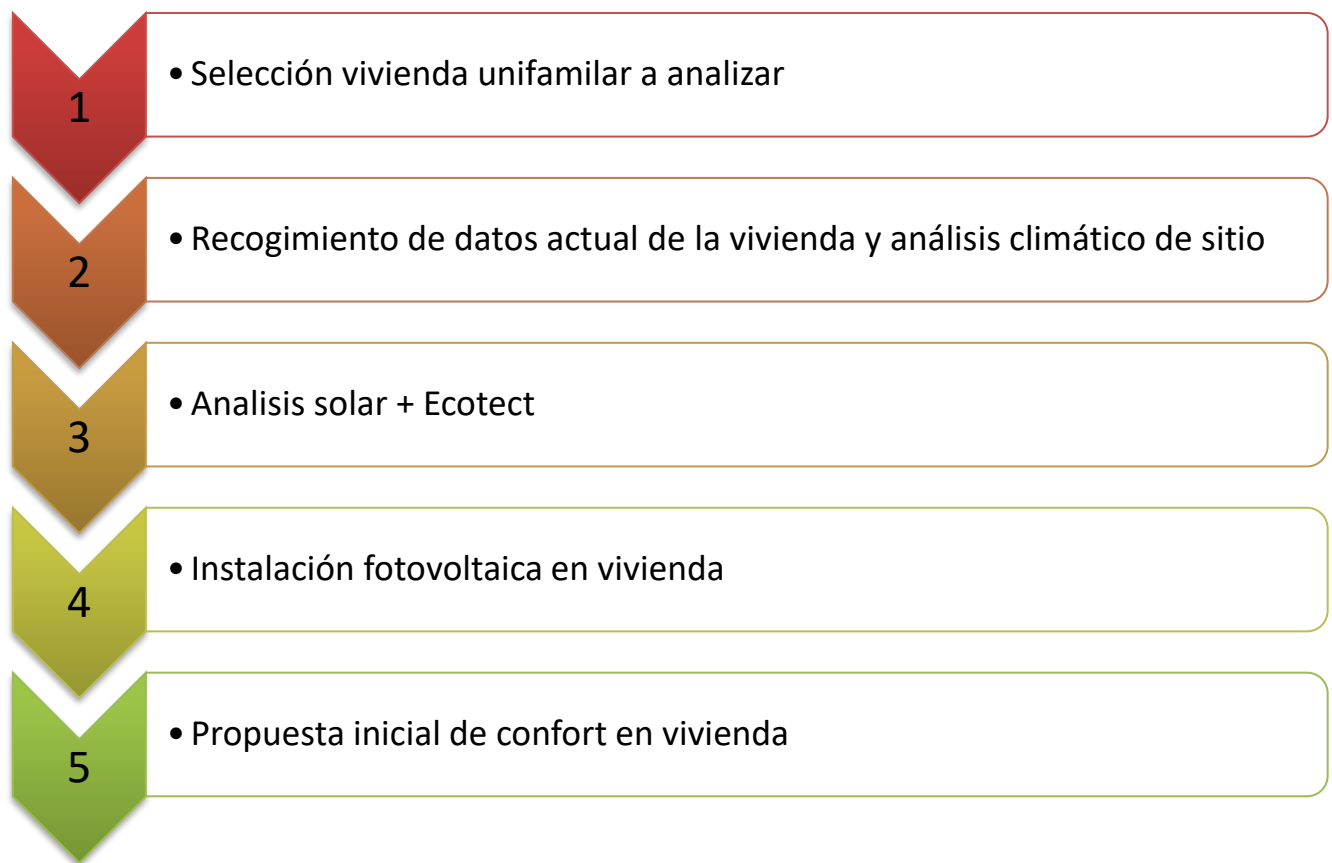 1
• Selección vivienda unifamilar a analizar
2
• Recogimiento de datos actual de la vivienda y análisis climático de sitio
3
• Analisis solar + Ecotect
4
• Instalación fotovoltaica en vivienda
5
• Propuesta inicial de confort en vivienda